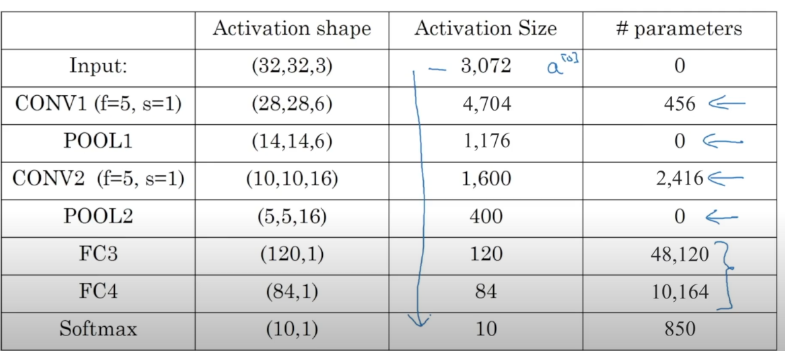 Activation shape Activation Size # parameters
Input: (32,32,3) 3,072 a[0] 0
CONV1 (f=5, s=1) (28,28,6) 4,704 456
POOL1 (14,14,6) 1,176 0
CONV2 (f=5, s=1) (10,10,16) 1,600 2,416
POOL2 (5,5,16) 400 0
FC3 (120,1) 120 48,120
FC4 (84,1) 84 10,164
Softmax (10,1) 10 850